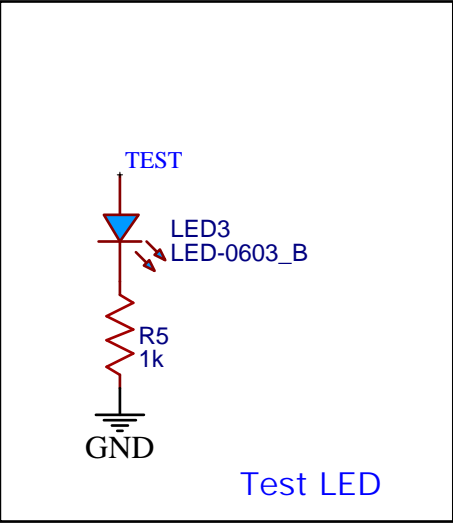 TEST
LED3
LED-0603_B
R5
1k
GND
Test LED